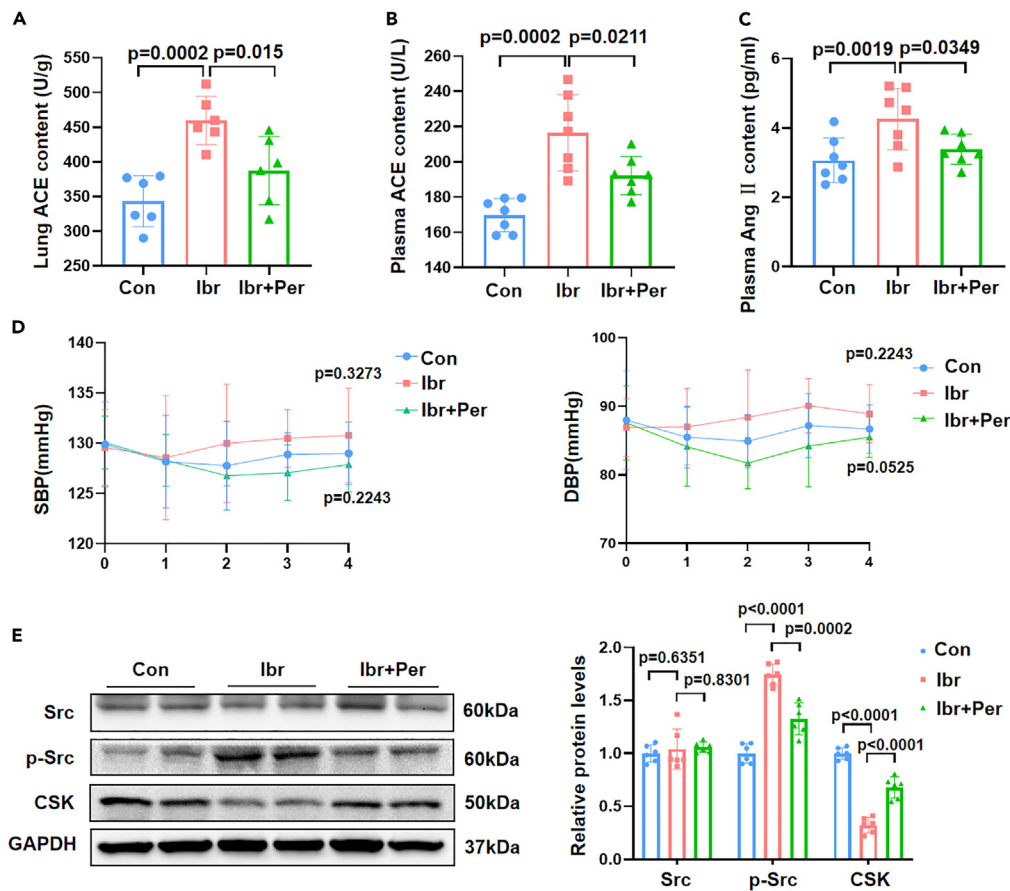 A
p=0.0002 p=0.015
Lung ACE content (U/g)
550
500
450
400
350
300
250
Con Ibr Ibr+Per
B
p=0.0002 p=0.0211
Plasma ACE content (U/L)
260
240
220
200
180
160
140
Con Ibr Ibr+Per
C
p=0.0019 p=0.0349
Plasma Ang II content (pg/ml)
6
4
2
0
Con Ibr Ibr+Per
D
SBP(mmHg)
140
135
130
125
120
0 1 2 3 4
p=0.3273
p=0.2243
Con
Ibr
Ibr+Per
DBP(mmHg)
100
90
80
70
0 1 2 3 4
p=0.2243
p=0.0525
Con
Ibr
Ibr+Per
E
Con Ibr Ibr+Per
Src 60kDa
p-Src 60kDa
CSK 50kDa
GAPDH 37kDa
Relative protein levels
2.0
1.5
1.0
0.5
0.0
p=0.6351
p=0.8301
p<0.0001
p=0.0002
p<0.0001
p<0.0001
Src p-Src CSK
Con
Ibr
Ibr+Per